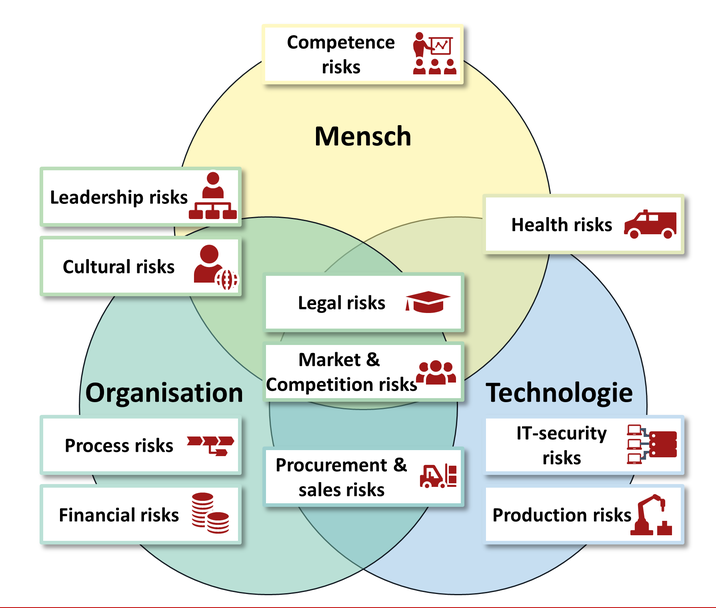 Competence
risks
Mensch
Leadership risks
Health risks
Cultural risks
Legal risks
Market &
Competition risks
Organisation
Technologie
Process risks
IT-security
risks
Procurement &
sales risks
Financial risks
Production risks